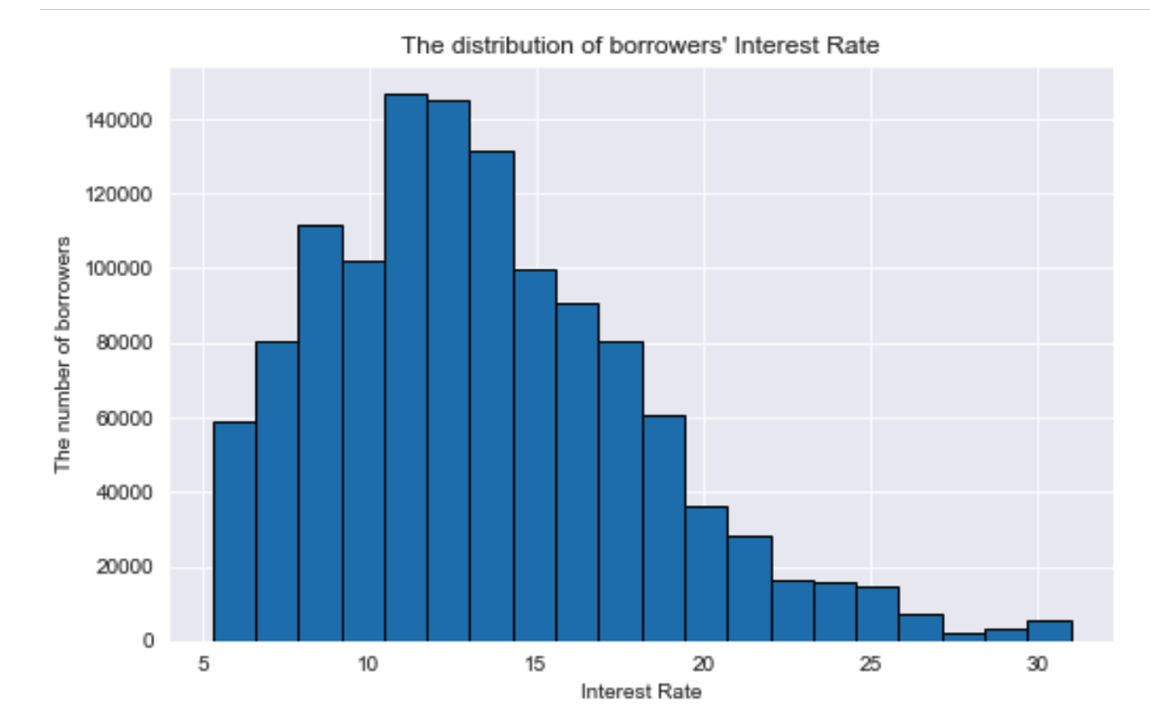 The distribution of borrowers' Interest Rate
140000
120000
100000
80000
60000
40000
20000
0
The number of borrowers
5 10 15 20 25 30
Interest Rate